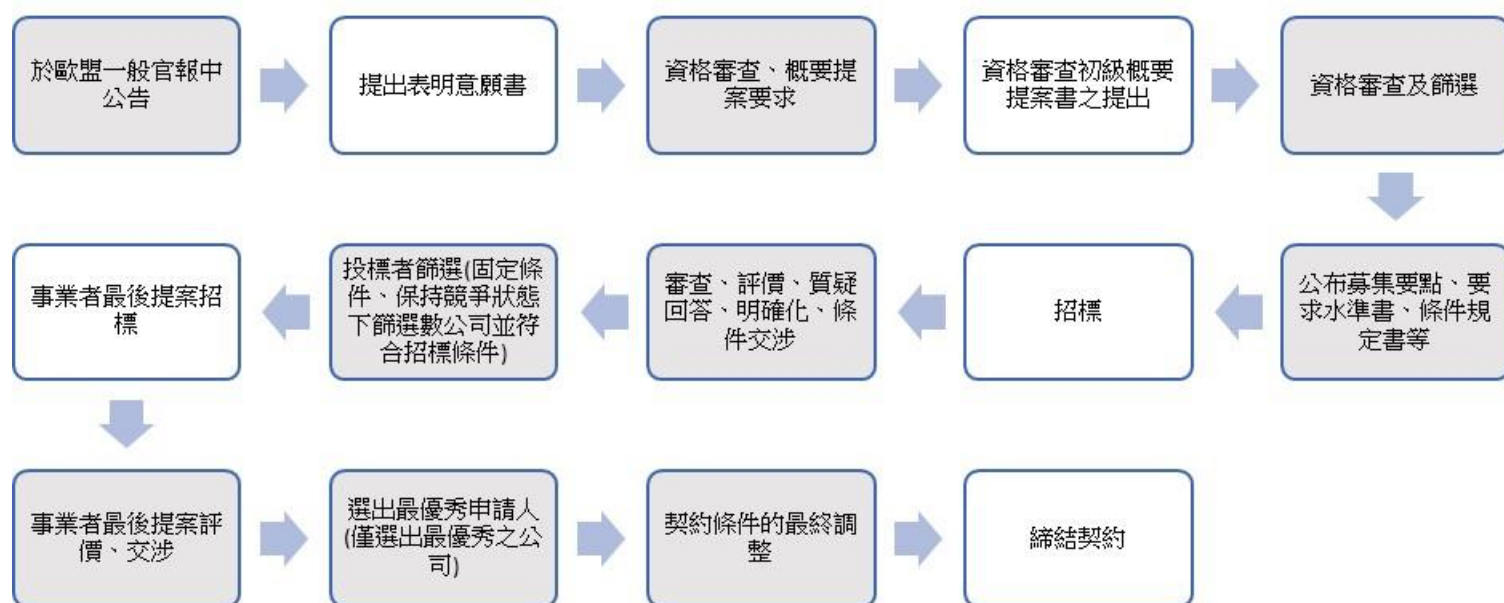 於歐盟一般官報中
公告
提出表明意願書
資格審查、概要提
案要求
資格審查初級概要
提案書之提出
資格審查及篩選
公布募集要點、要
求水準書、條件規
定書等
招標
審查、評價、質疑
回答、明確化、條
件交涉
投標者篩選(固定條
件、保持競爭狀態
下篩選數公司並符
合招標條件)
事業者最後提案招
標
事業者最後提案評
價、交涉
選出最優秀申請人
(僅選出最優秀之公
司)
契約條件的最終調
整
締結契約